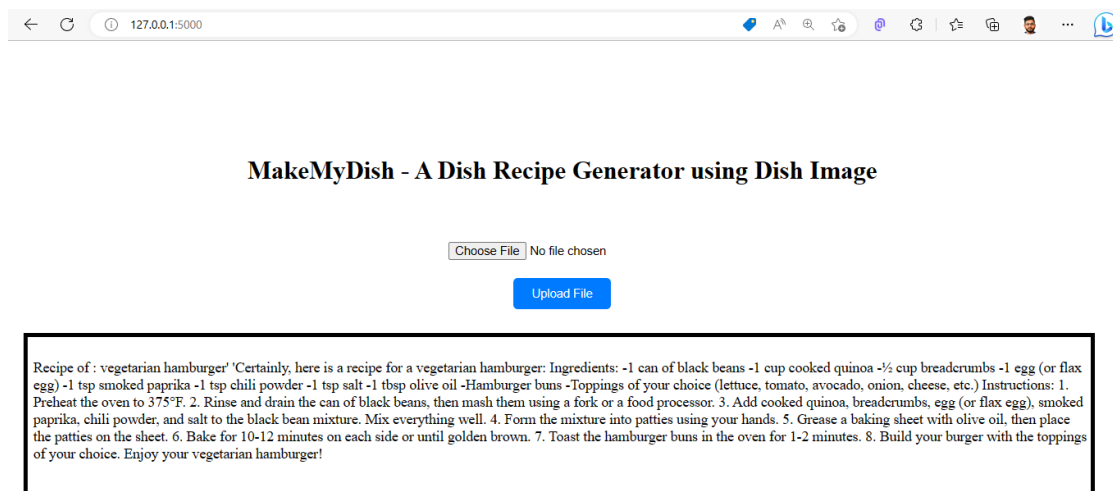 127.0.0.1:5000
MakeMyDish - A Dish Recipe Generator using Dish Image
Choose File No file chosen
Upload File
Recipe of : vegetarian hamburger' 'Certainly, here is a recipe for a vegetarian hamburger: Ingredients: -1 can of black beans -1 cup cooked quinoa -½ cup breadcrumbs -1 egg (or flax
egg) -1 tsp smoked paprika -1 tsp chili powder -1 tsp salt -1 tbsp olive oil -Hamburger buns -Toppings of your choice (lettuce, tomato, avocado, onion, cheese, etc.) Instructions: 1.
Preheat the oven to 375°F. 2. Rinse and drain the can of black beans, then mash them using a fork or a food processor. 3. Add cooked quinoa, breadcrumbs, egg (or flax egg), smoked
paprika, chili powder, and salt to the black bean mixture. Mix everything well. 4. Form the mixture into patties using your hands. 5. Grease a baking sheet with olive oil, then place
the patties on the sheet. 6. Bake for 10-12 minutes on each side or until golden brown. 7. Toast the hamburger buns in the oven for 1-2 minutes. 8. Build your burger with the toppings
of your choice. Enjoy your vegetarian hamburger!